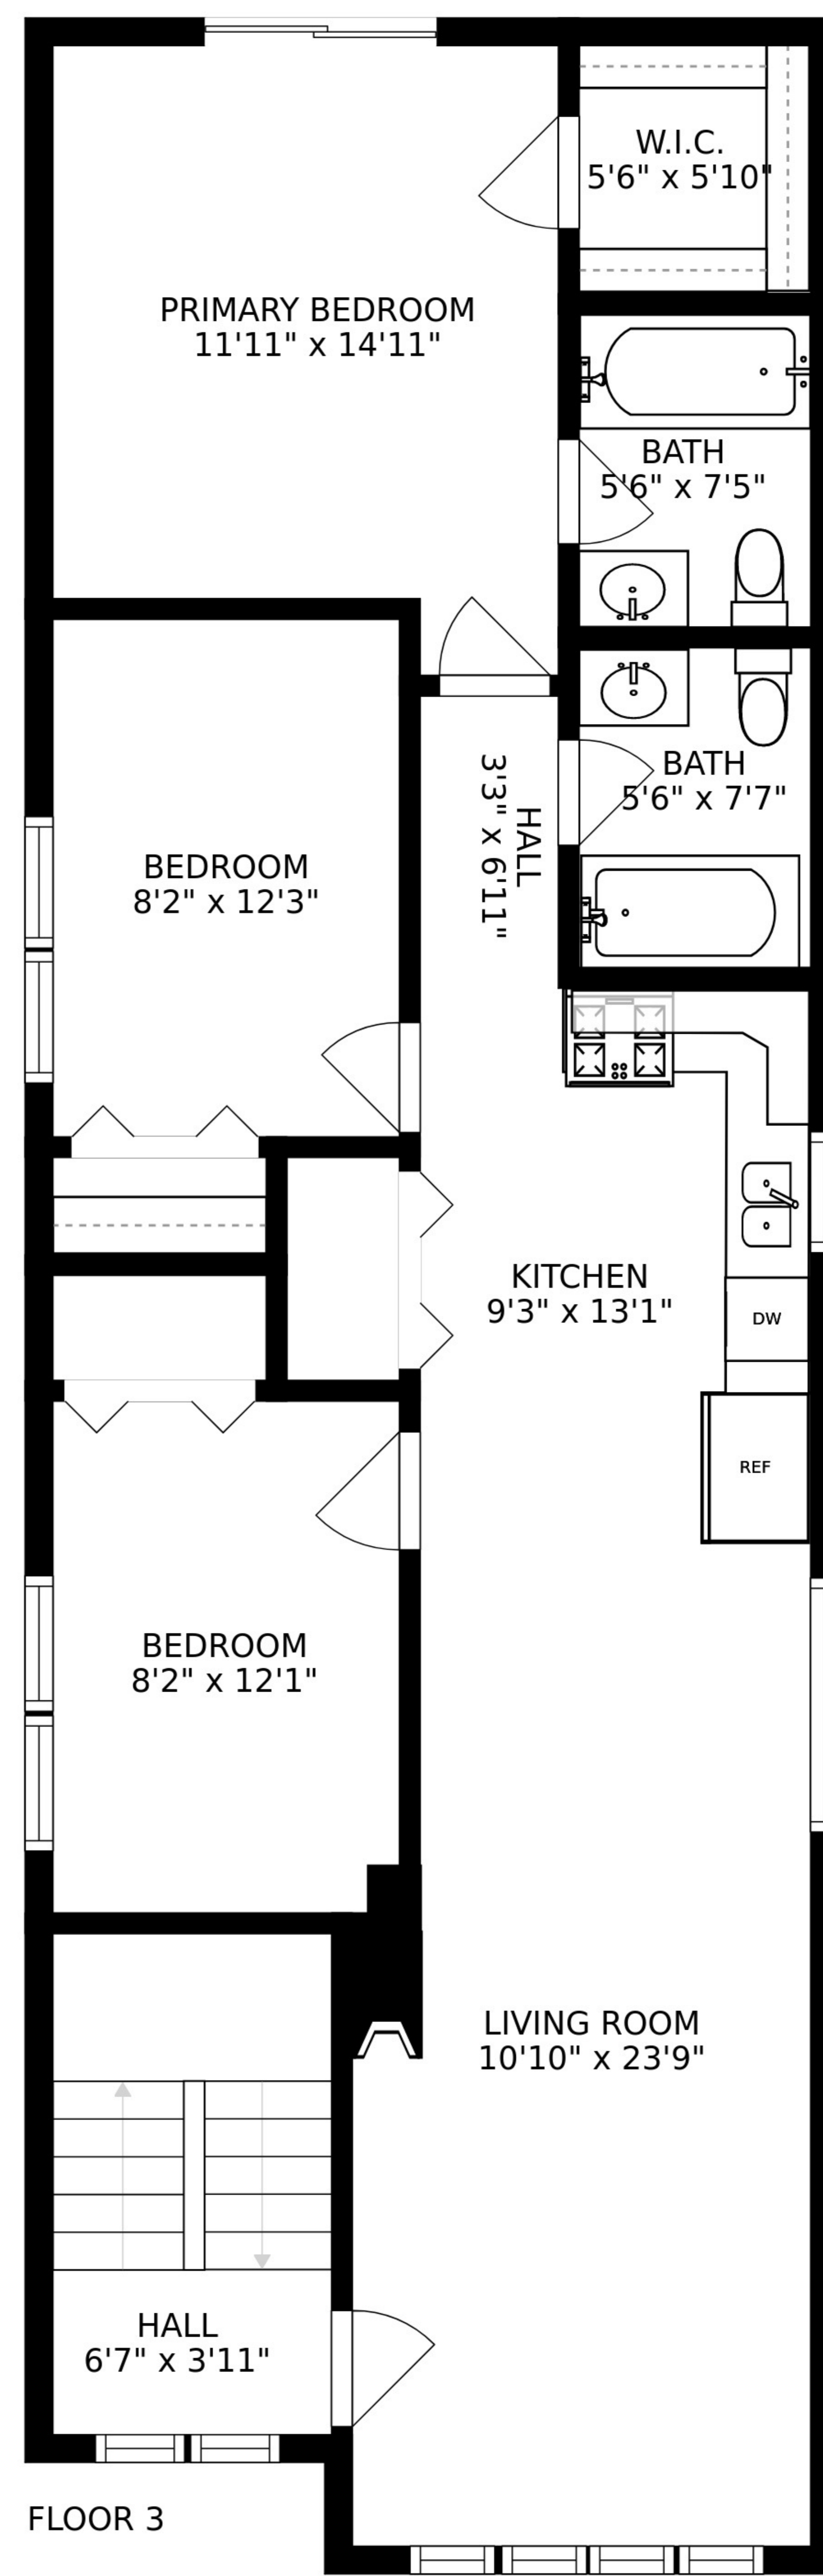 W.I.C.
5'6" x 5'10"
PRIMARY BEDROOM
11'11" x 14'11"
BATH
5'6" x 7'5"
BATH
5'6" x 7'7"
HALL
3'3" x 6'11"
BEDROOM
8'2" x 12'3"
KITCHEN
9'3" x 13'1"
DW
REF
BEDROOM
8'2" x 12'1"
LIVING ROOM
10'10" x 23'9"
HALL
6'7" x 3'11"
FLOOR 3